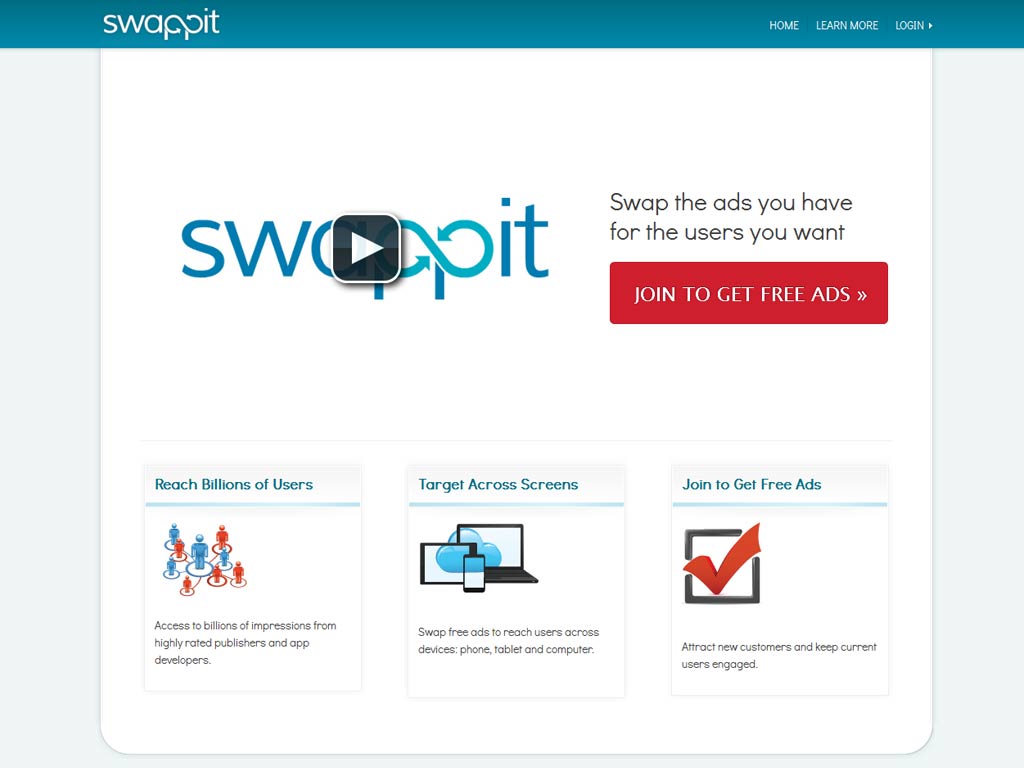 swappit
HOME
LEARN MORE
LOGIN
swappit
Swap the ads you have
for the users you want
JOIN TO GET FREE ADS »
Reach Billions of Users
Access to billions of impressions from
highly rated publishers and app
developers.
Target Across Screens
Swap free ads to reach users across
devices: phone, tablet and computer.
Join to Get Free Ads
Attract new customers and keep current
users engaged.